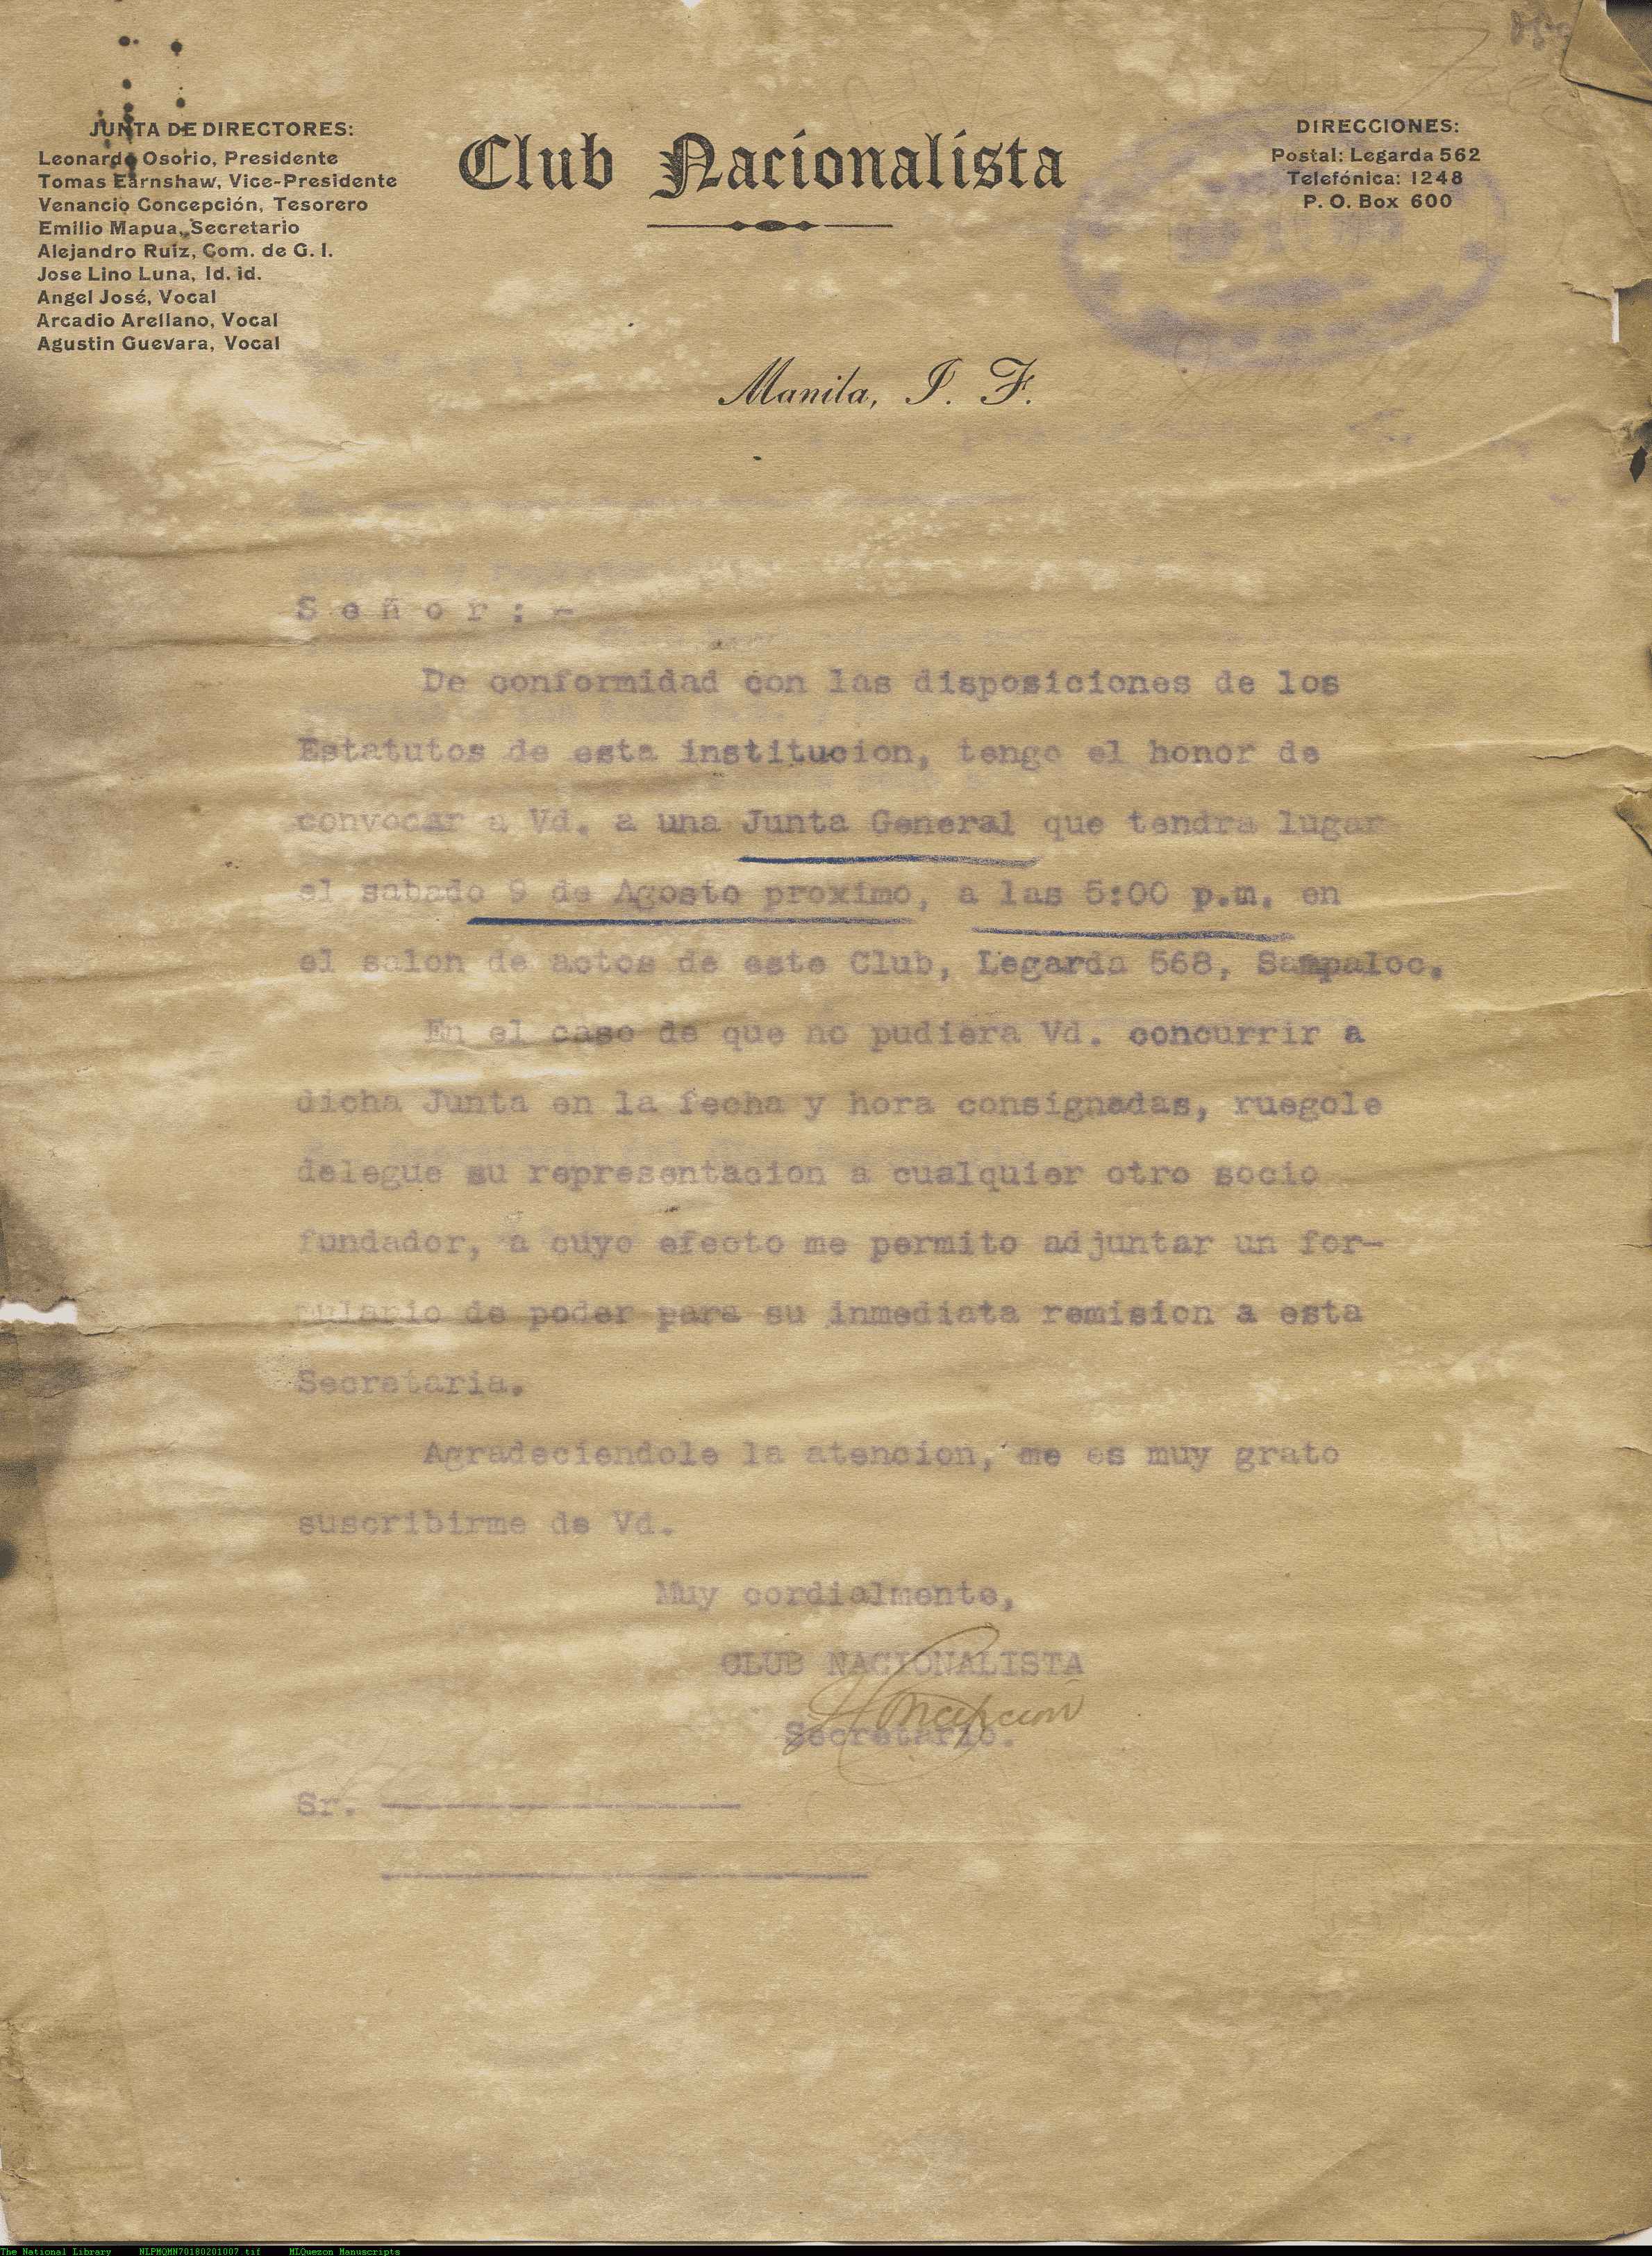 JUNTA DE DIRECTORES:
Leonardo Osorio, Presidente
Tomas Earnshaw, Vice-Presidente
Venancio Concepción, Tesorero
Emilio Mapua, Secretario
Alejandro Ruiz, Com. de G. I.
Jose Lino Luna, Id. id.
Angel José, Vocal
Arcadio Arellano, Vocal
Agustin Guevara, Vocal
Club Nacionalista
DIRECCIONES:
Postal: Legarda 562
Telefónica: 1248
P. O. Box 600
Manila, I. F.
Señor:-
De conformidad con las disposiciones de los
Estatutos de esta institucion, tengo el honor de
convocar a Vd. a una Junta General que tendra lugar
el sabado 9 de Agosto proximo, a las 5:00 p.m. en
el salon de actos de este Club, Legarda 568, Sampaloc.
En el caso de que no pudiera Vd. concurrir a
dicha Junta en la fecha y hora consignadas, ruegole
delegue su representacion a cualquier otro socio
fundador, a cuyo efecto me permito adjuntar un for-
mulario de poder para su inmediata remision a esta
Secretaria.
Agradeciendole la atencion, me es muy grato
suscribirme de Vd.
Muy cordialmente,
CLUB NACIONALISTA
Concepcion
Secretario.
Sr.
The National Library NLPMQMN70180201007.tif MLQuezon Manuscripts